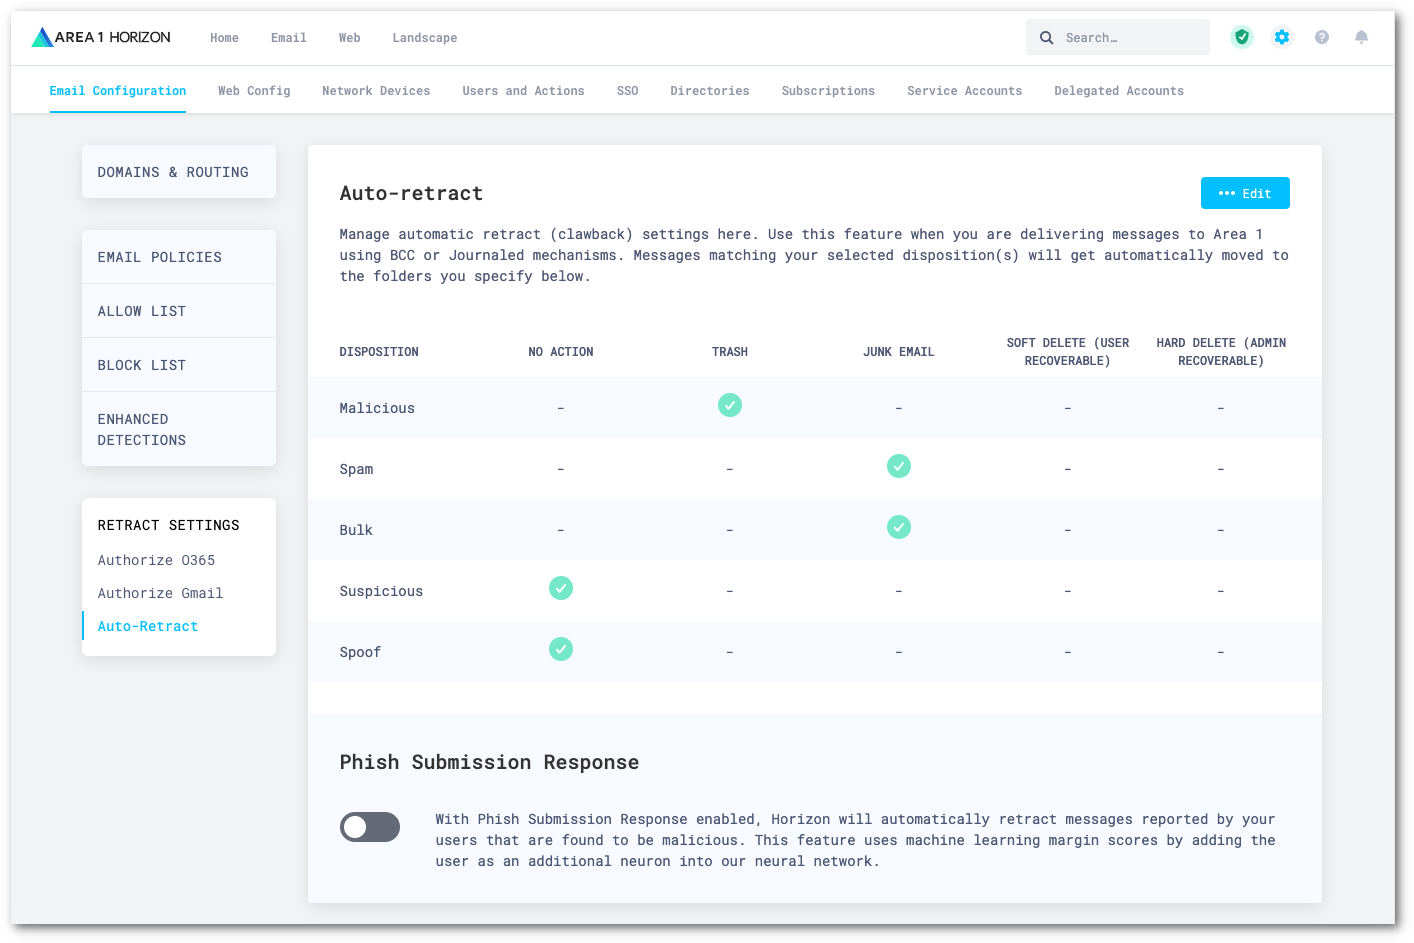 AREA 1 HORIZON Home Email Web Landscape Search…
Email Configuration Web Config Network Devices Users and Actions SSO Directories Subscriptions Service Accounts Delegated Accounts
DOMAINS & ROUTING
EMAIL POLICIES
ALLOW LIST
BLOCK LIST
ENHANCED
DETECTIONS
RETRACT SETTINGS
Authorize O365
Authorize Gmail
Auto-Retract
Auto-retract
••• Edit
Manage automatic retract (clawback) settings here. Use this feature when you are delivering messages to Area 1
using BCC or Journaled mechanisms. Messages matching your selected disposition(s) will get automatically moved to
the folders you specify below.
DISPOSITION NO ACTION TRASH JUNK EMAIL SOFT DELETE (USER RECOVERABLE) HARD DELETE (ADMIN RECOVERABLE)
Malicious - - - -
Spam - - - -
Bulk - - - -
Suspicious - - - -
Spoof - - - -
Phish Submission Response
With Phish Submission Response enabled, Horizon will automatically retract messages reported by your
users that are found to be malicious. This feature uses machine learning margin scores by adding the
user as an additional neuron into our neural network.